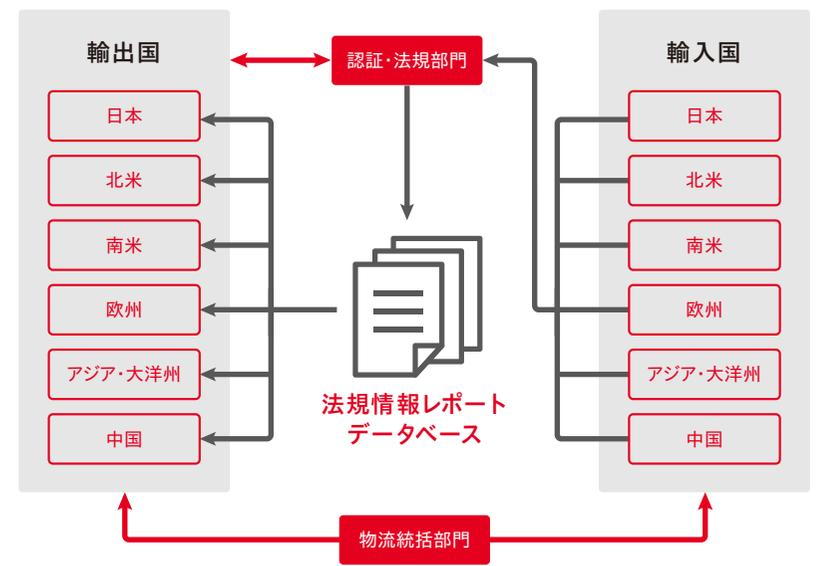 輸出国
日本
北米
南米
欧州
アジア・大洋州
中国
認証・法規部門
法規情報レポート
データベース
輸入国
日本
北米
南米
欧州
アジア・大洋州
中国
物流統括部門